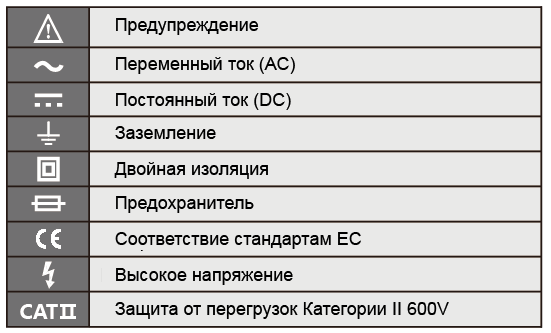 Предупреждение
Переменный ток (AC)
Постоянный ток (DC)
Заземление
Двойная изоляция
Предохранитель
CE Соответствие стандартам ЕС
Высокое напряжение
CAT II Защита от перегрузок Категории II 600V